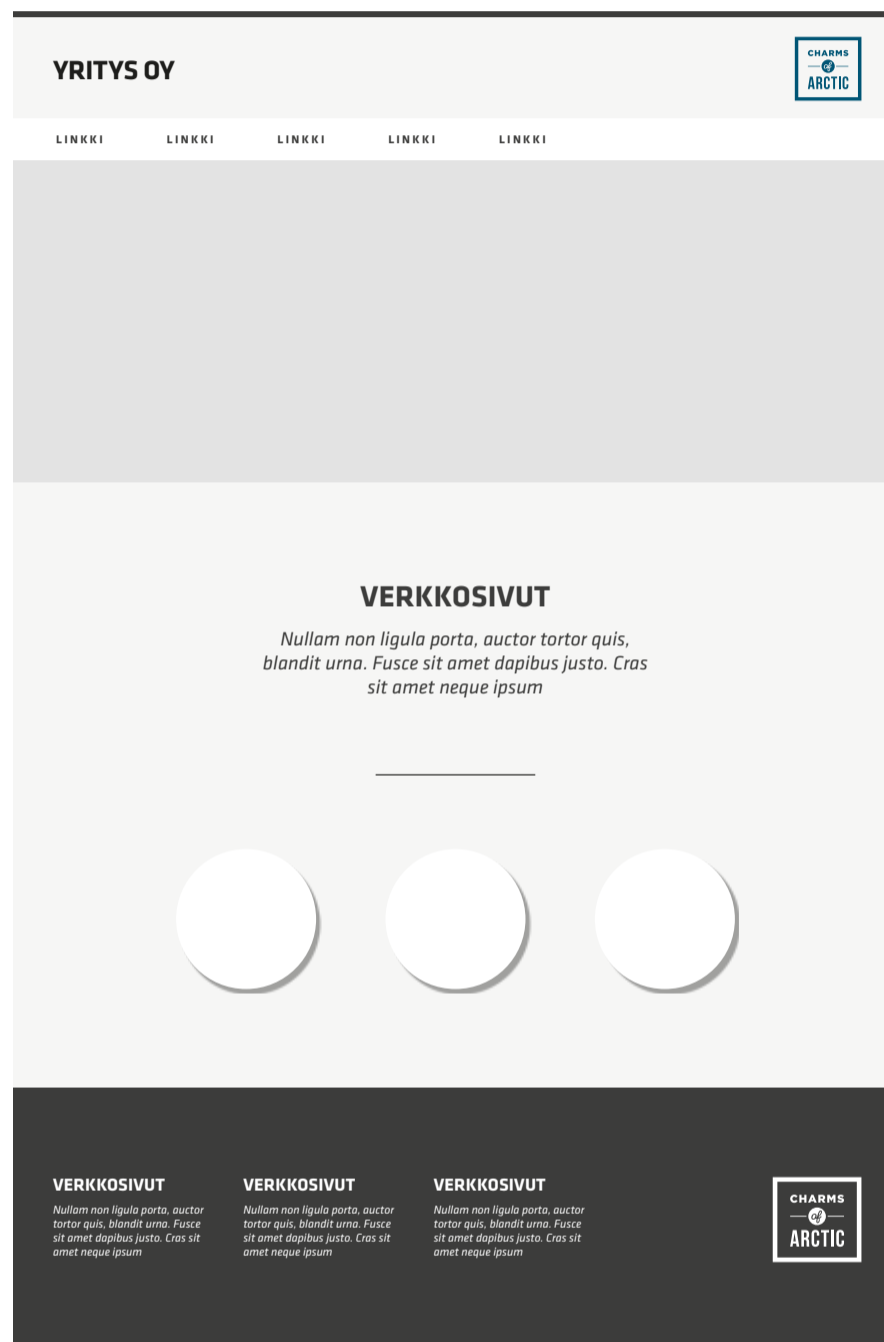 YRITYS OY
CHARMS
of
ARCTIC
LINKKI LINKKI LINKKI LINKKI LINKKI
VERKKOSIVUT
Nullam non ligula porta, auctor tortor quis,
blandit urna. Fusce sit amet dapibus justo. Cras
sit amet neque ipsum
VERKKOSIVUT
Nullam non ligula porta, auctor
tortor quis, blandit urna. Fusce
sit amet dapibus justo. Cras sit
amet neque ipsum
VERKKOSIVUT
Nullam non ligula porta, auctor
tortor quis, blandit urna. Fusce
sit amet dapibus justo. Cras sit
amet neque ipsum
VERKKOSIVUT
Nullam non ligula porta, auctor
tortor quis, blandit urna. Fusce
sit amet dapibus justo. Cras sit
amet neque ipsum
CHARMS
of
ARCTIC